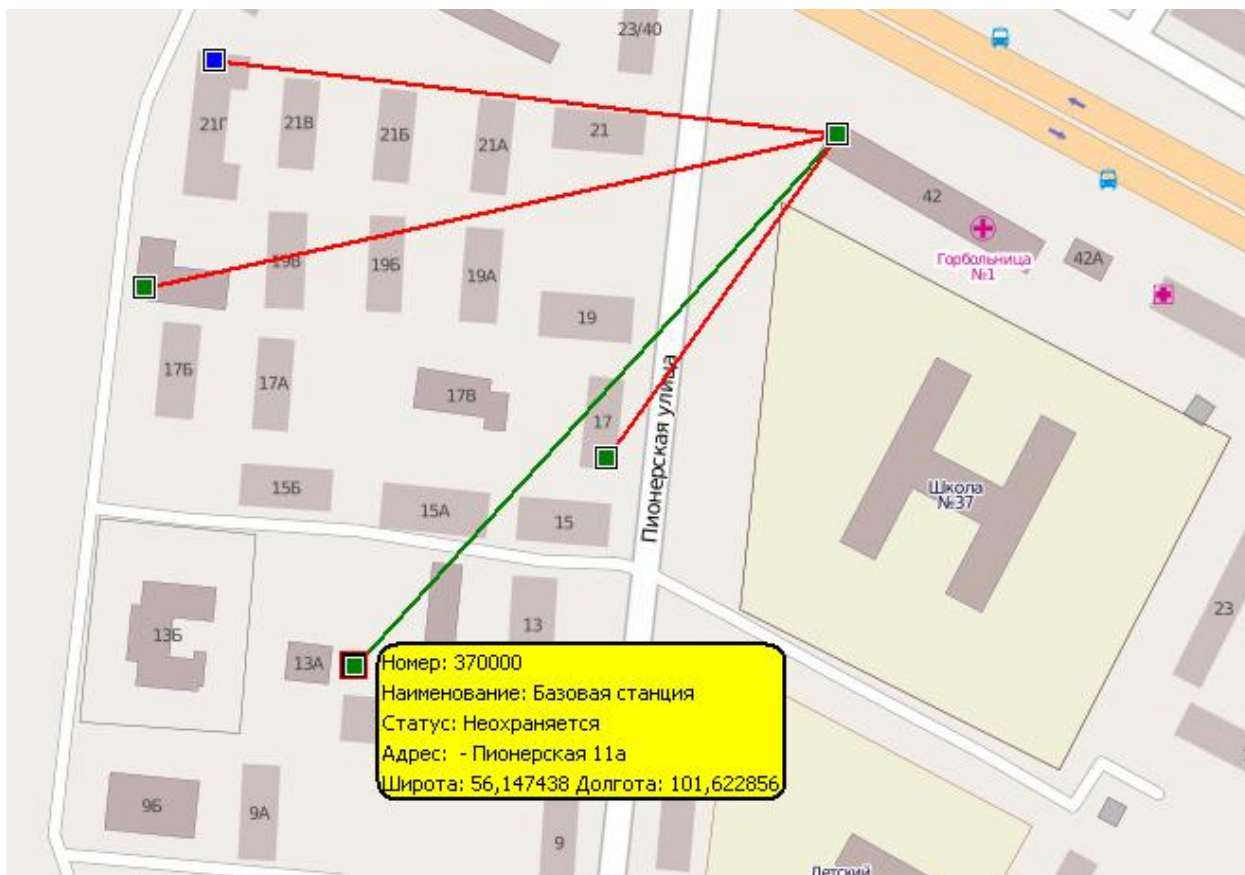 23/40
21Г
21В
21Б
21А
21
42
Горбольница
№1
42А
19В
19Б
19А
19
17Б
17А
17В
17
Пионерская улица
15Б
15А
15
Школа
№37
13Б
13А
13
23
Номер: 370000
Наименование: Базовая станция
Статус: Неохраняется
Адрес: - Пионерская 11а
Широта: 56,147438 Долгота: 101,622856
9Б
9А
9
Детский